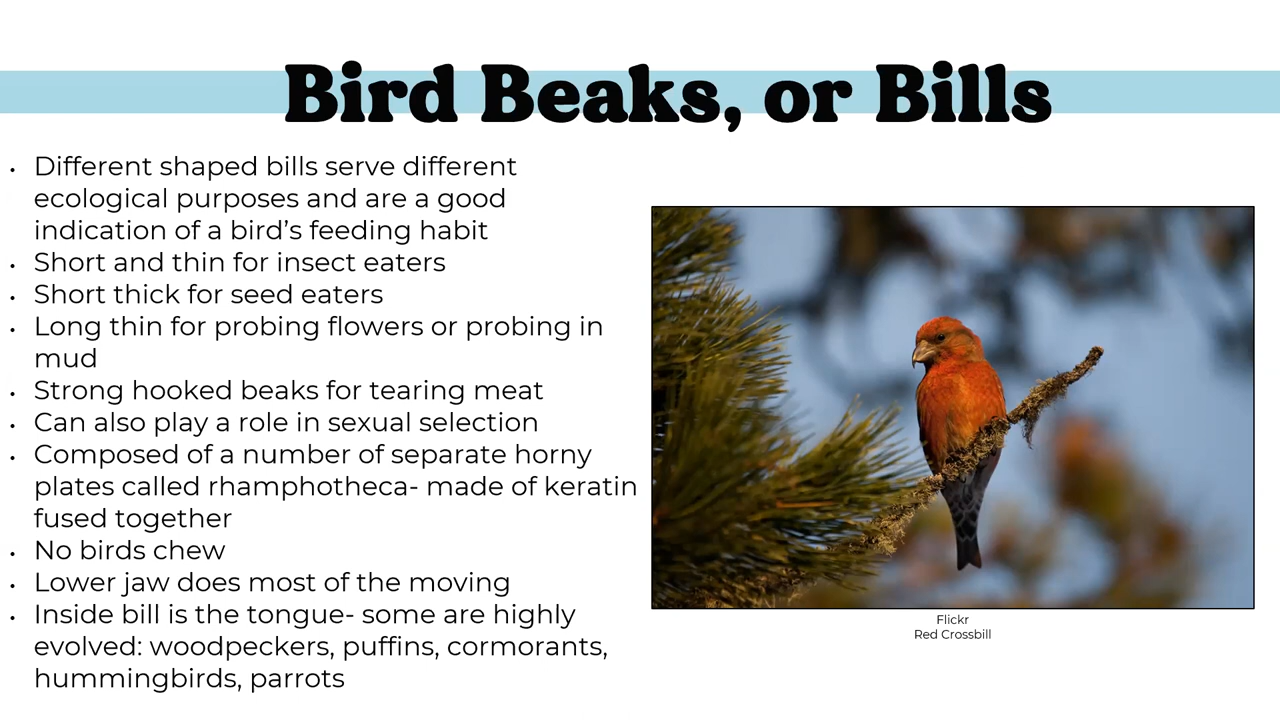 Bird Beaks, or Bills
• Different shaped bills serve different
ecological purposes and are a good
indication of a bird’s feeding habit
• Short and thin for insect eaters
• Short thick for seed eaters
• Long thin for probing flowers or probing in
mud
• Strong hooked beaks for tearing meat
• Can also play a role in sexual selection
• Composed of a number of separate horny
plates called rhamphotheca- made of keratin
fused together
• No birds chew
• Lower jaw does most of the moving
• Inside bill is the tongue- some are highly
evolved: woodpeckers, puffins, cormorants,
hummingbirds, parrots
Flickr
Red Crossbill